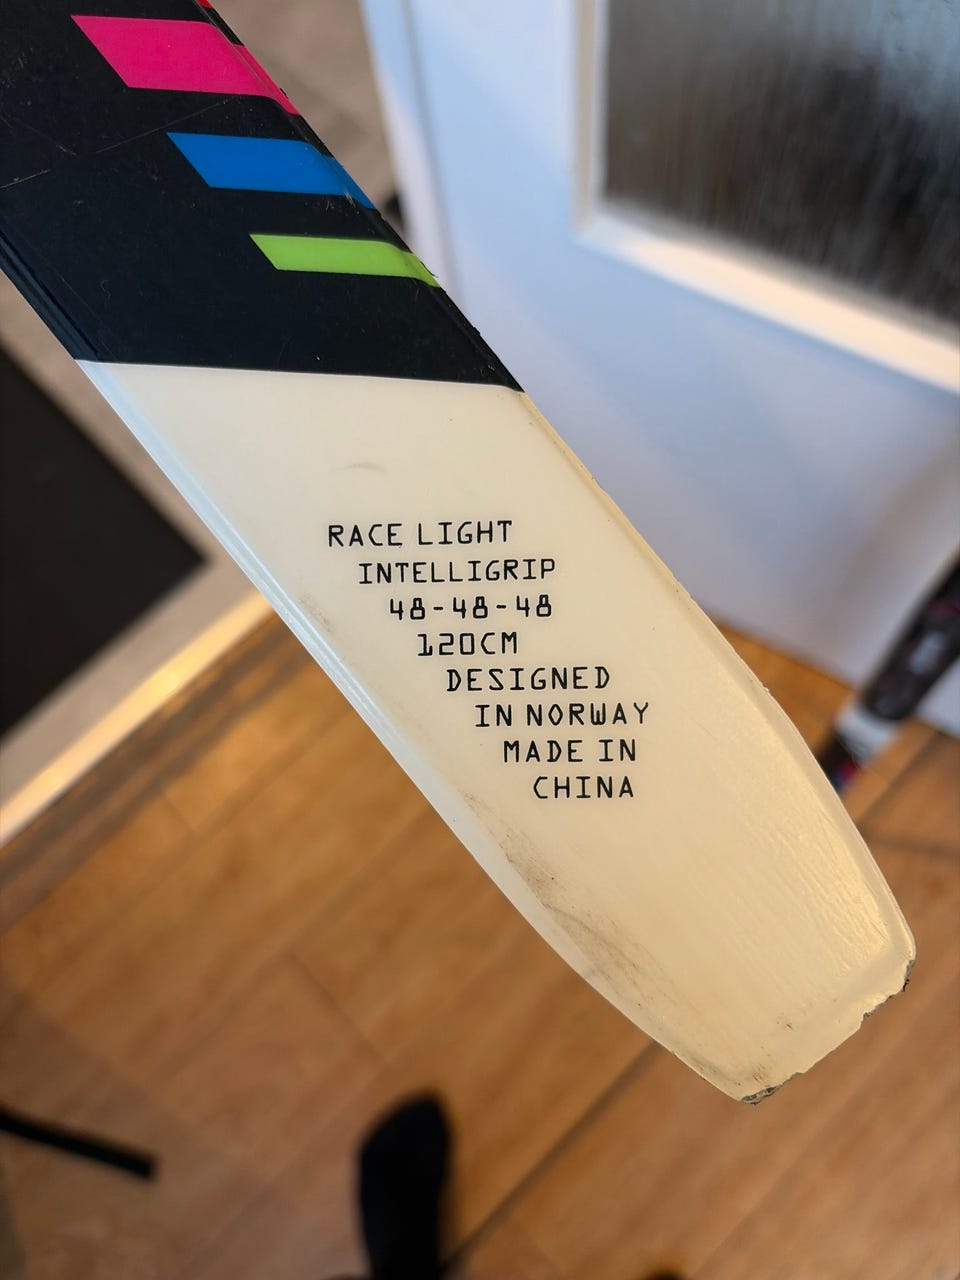 RACE LIGHT
INTELLIGRIP
48-48-48
120CM
DESIGNED
IN NORWAY
MADE IN
CHINA